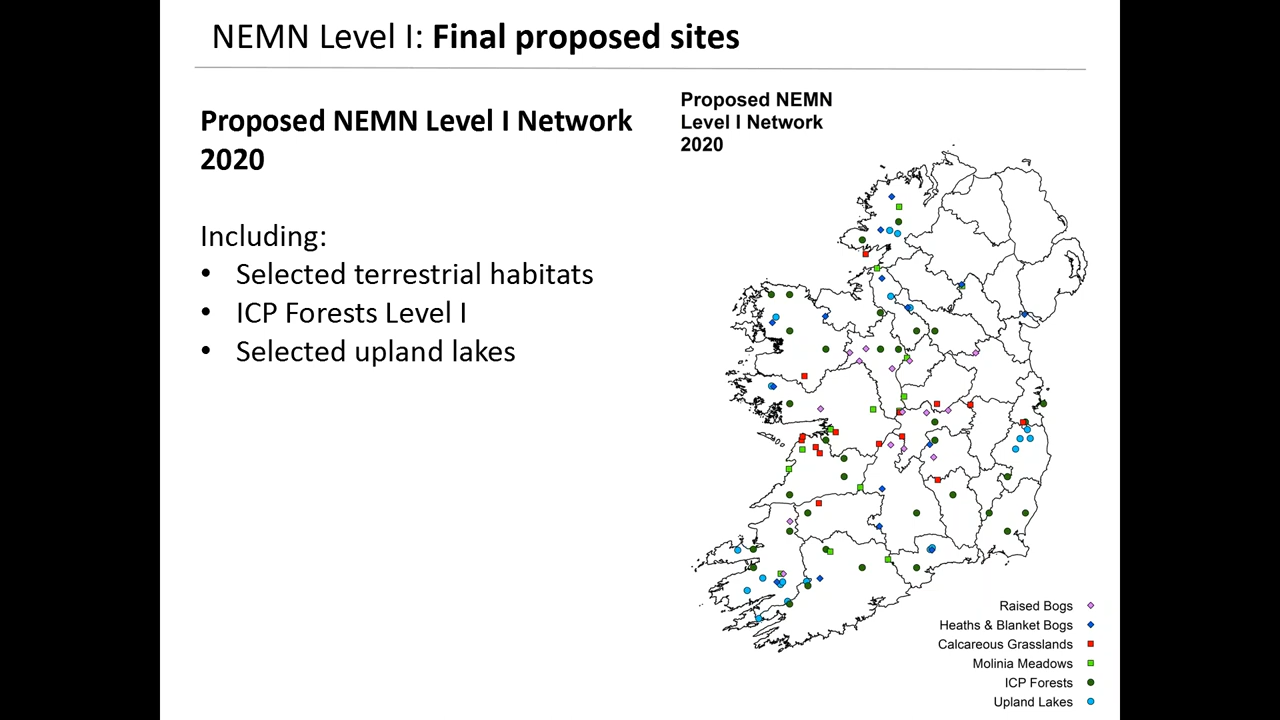 NEMN Level I: Final proposed sites
Proposed NEMN Level I Network
2020
Including:
• Selected terrestrial habitats
• ICP Forests Level I
• Selected upland lakes
Proposed NEMN
Level I Network
2020
Raised Bogs
Heaths & Blanket Bogs
Calcareous Grasslands
Molinia Meadows
ICP Forests
Upland Lakes